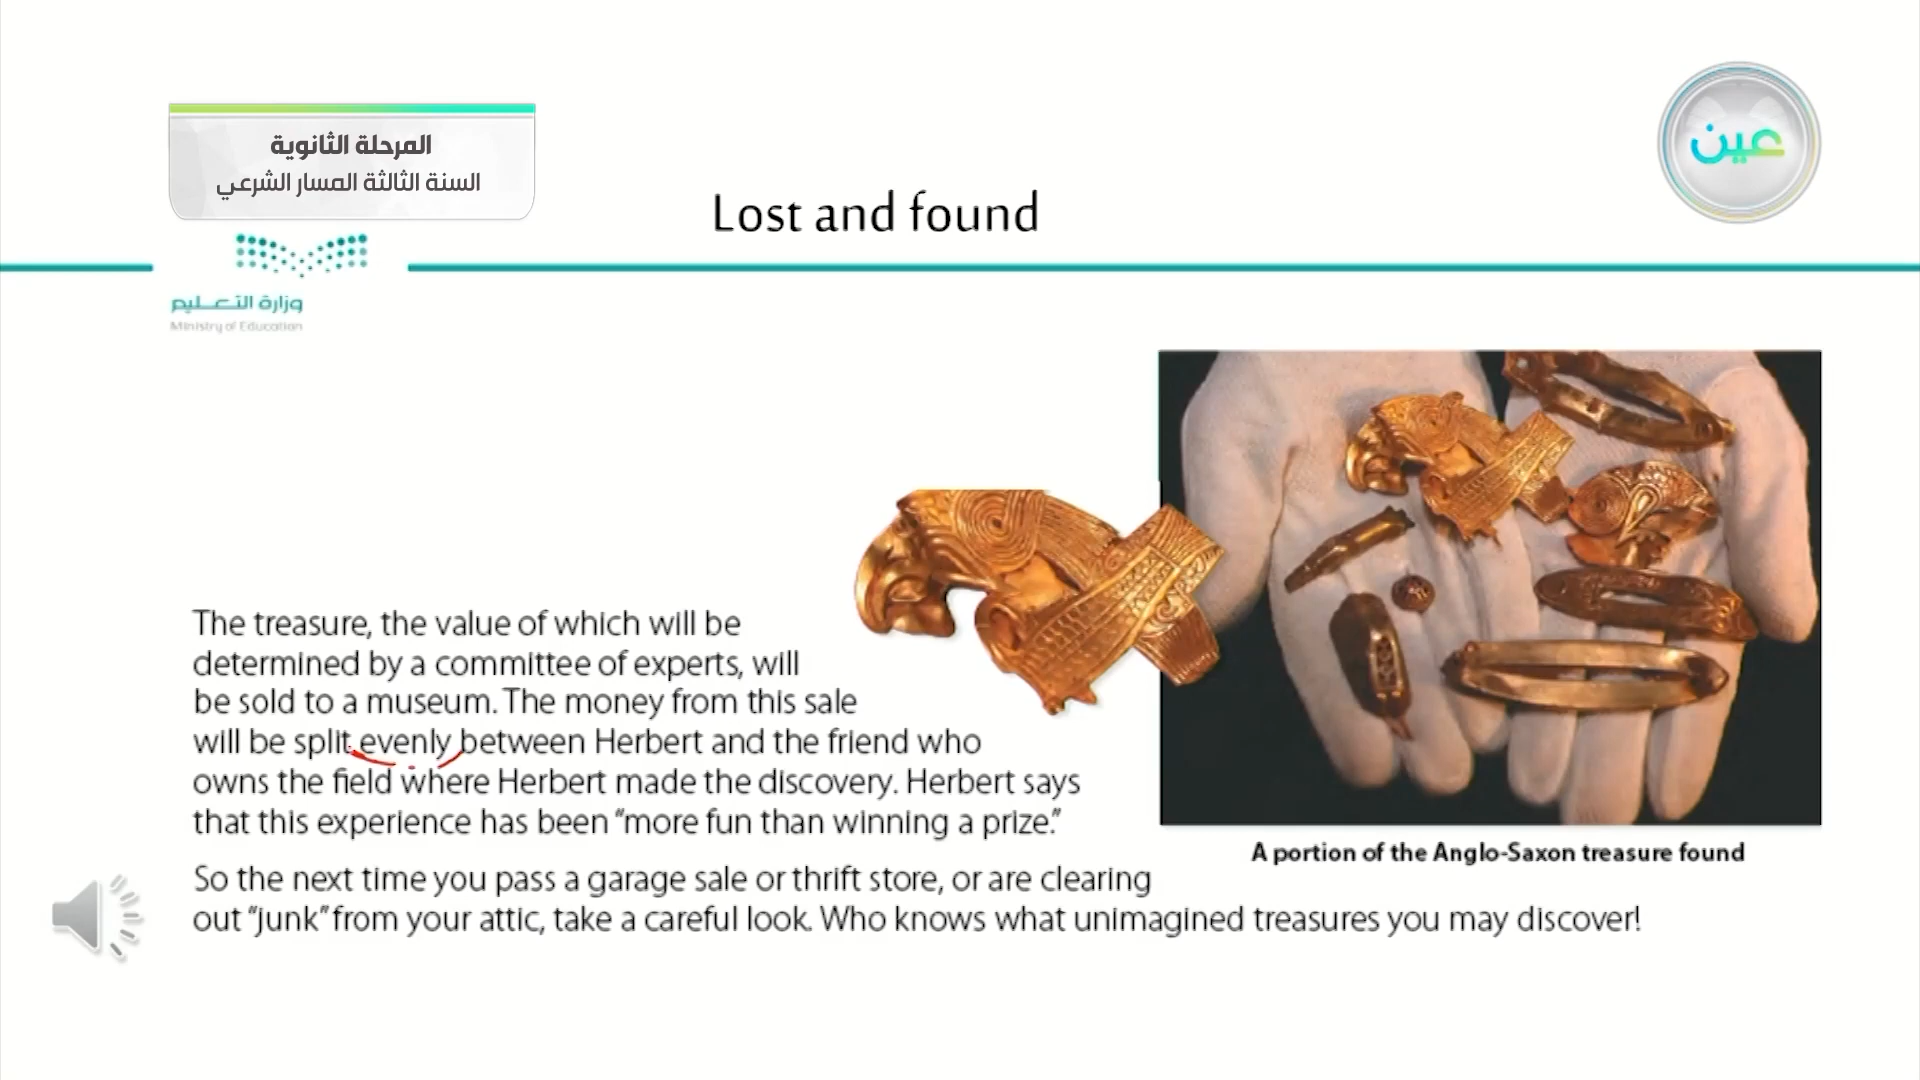 المرحلة الثانوية
السنة الثالثة المسار الشرعي
عين
Lost and found
وزارة التعليم
Ministry of Education
The treasure, the value of which will be
determined by a committee of experts, will
be sold to a museum. The money from this sale
will be split evenly between Herbert and the friend who
owns the field where Herbert made the discovery. Herbert says
that this experience has been “more fun than winning a prize.”
A portion of the Anglo-Saxon treasure found
So the next time you pass a garage sale or thrift store, or are clearing
out “junk” from your attic, take a careful look. Who knows what unimagined treasures you may discover!